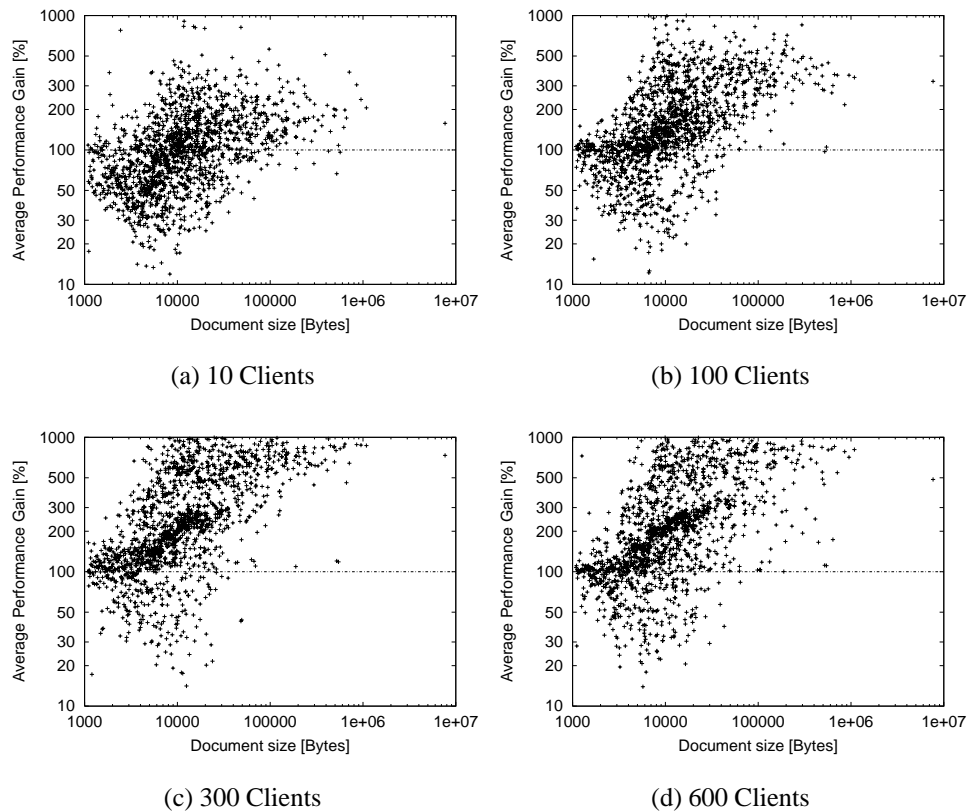 Average Performance Gain [%]
1000
500
300
200
100
50
30
20
10
1000 10000 100000 1e+06 1e+07
Document size [Bytes]
(a) 10 Clients
Average Performance Gain [%]
1000
500
300
200
100
50
30
20
10
1000 10000 100000 1e+06 1e+07
Document size [Bytes]
(b) 100 Clients
Average Performance Gain [%]
1000
500
300
200
100
50
30
20
10
1000 10000 100000 1e+06 1e+07
Document size [Bytes]
(c) 300 Clients
Average Performance Gain [%]
1000
500
300
200
100
50
30
20
10
1000 10000 100000 1e+06 1e+07
Document size [Bytes]
(d) 600 Clients